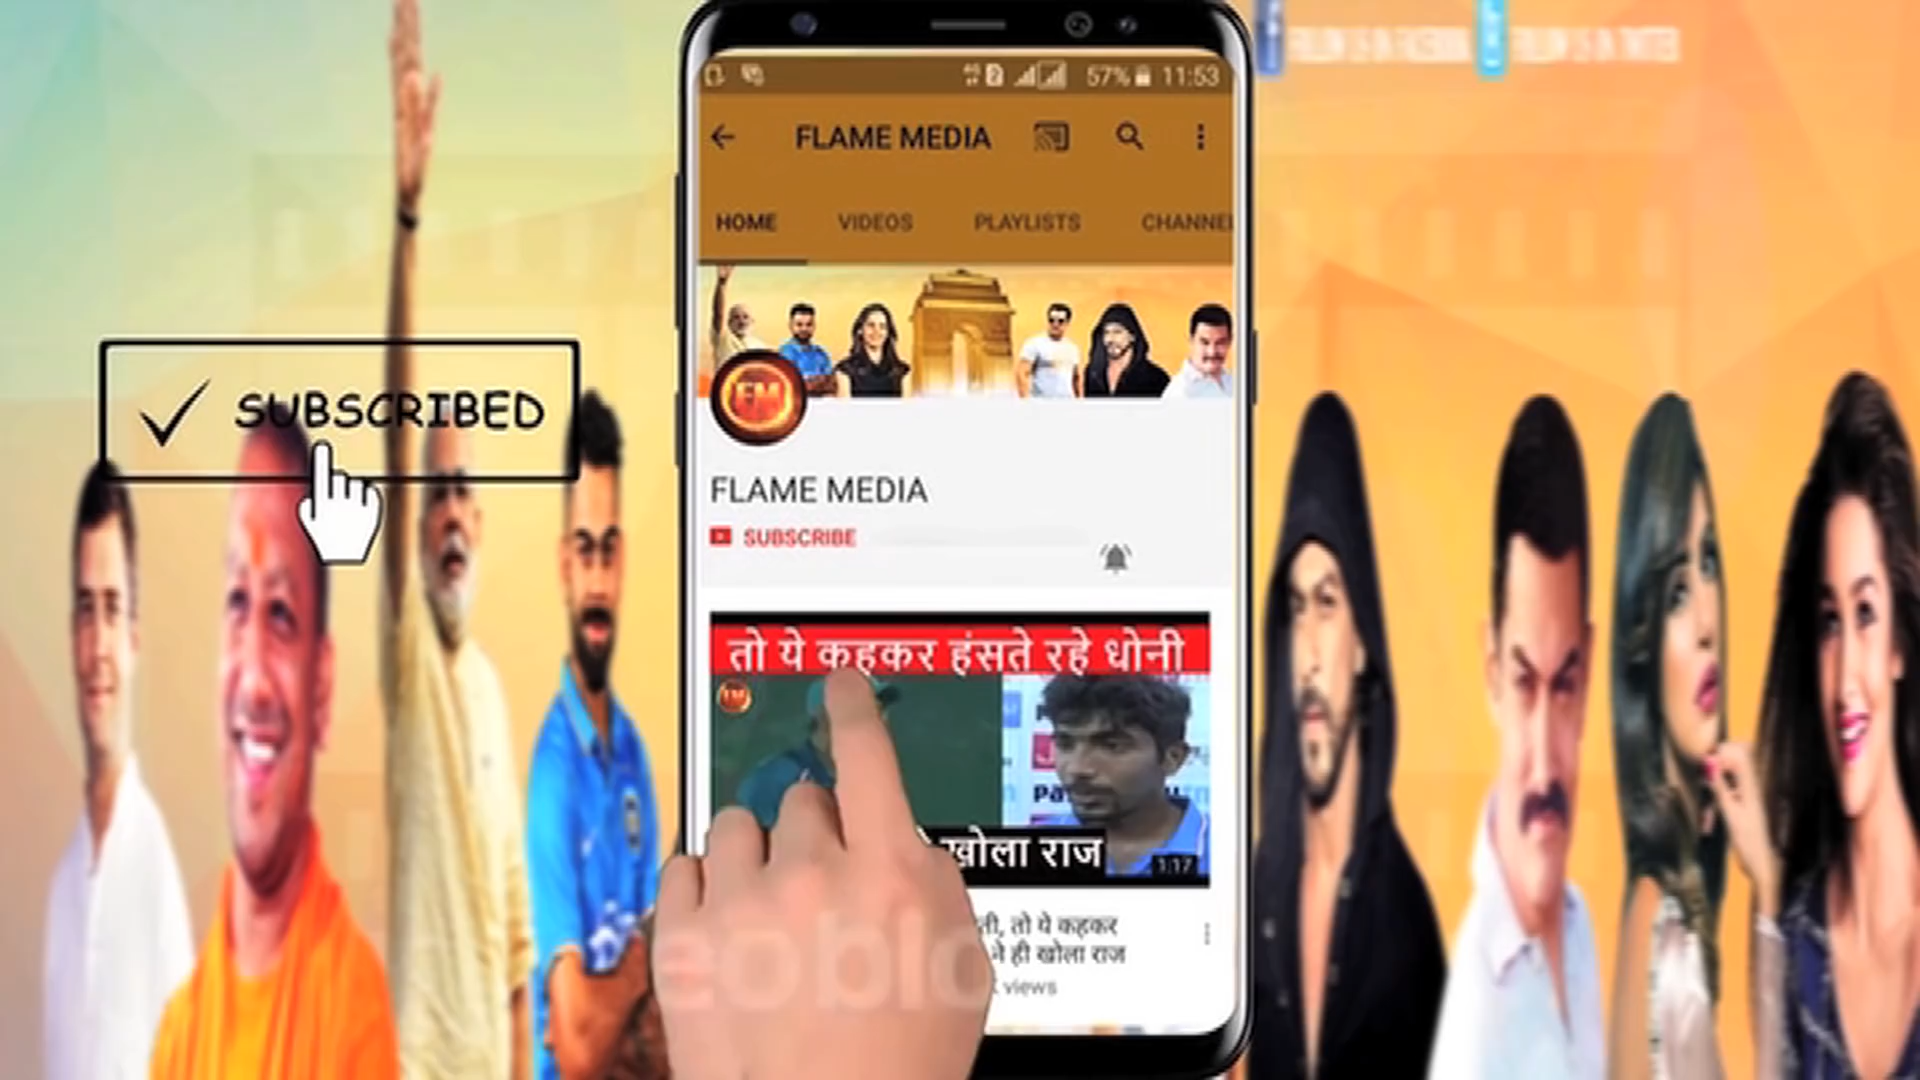 57% 11:53
FLAME MEDIA
HOME VIDEOS PLAYLISTS CHANNEL
SUBSCRIBED
FM
FLAME MEDIA
SUBSCRIBE
तो ये कहकर हंसते रहे धोनी
खोला राज
1:17
तो ये कहकर
ने ही खोला राज
views